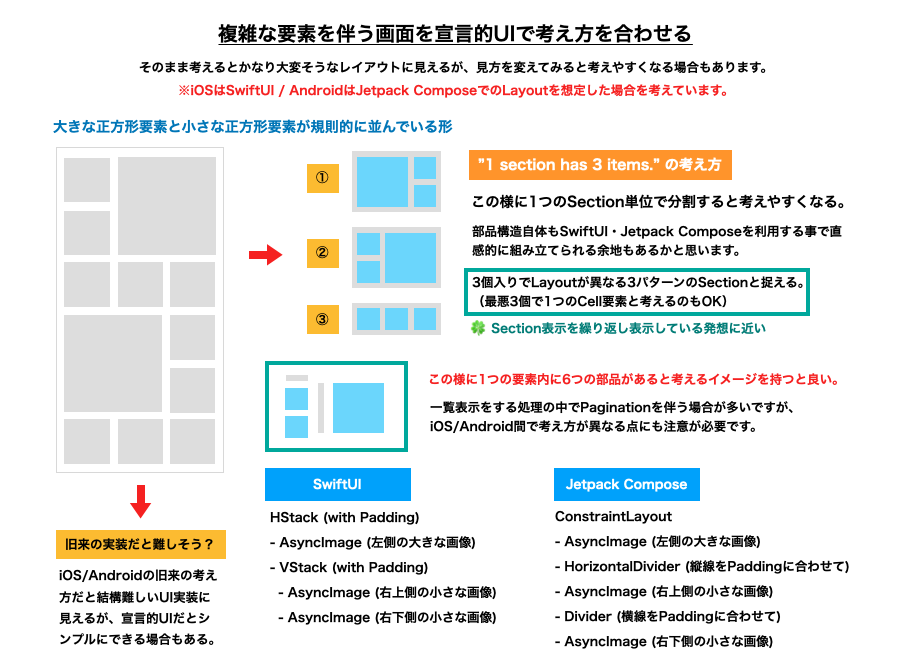 複雑な要素を伴う画面を宣言的UIで考え方を合わせる
そのまま考えるとかなり大変そうなレイアウトに見えるが、見方を変えてみると考えやすくなる場合もあります。
※iOSはSwiftUI / AndroidはJetpack ComposeでのLayoutを想定した場合を考えています。
大きな正方形要素と小さな正方形要素が規則的に並んでいる形
①
②
③
"1 section has 3 items." の考え方
この様に1つのSection単位で分割すると考えやすくなる。
部品構造自体もSwiftUI・Jetpack Composeを利用する事で直
感的に組み立てられる余地もあるかと思います。
3個入りでLayoutが異なる3パターンのSectionと捉える。
（最悪3個で1つのCell要素と考えるのもOK）
🍀 Section表示を繰り返し表示している発想に近い
この様に1つの要素内に6つの部品があると考えるイメージを持つと良い。
一覧表示をする処理の中でPaginationを伴う場合が多いですが、
iOS/Android間で考え方が異なる点にも注意が必要です。
旧来の実装だと難しそう？
iOS/Androidの旧来の考え
方だと結構難しいUI実装に
見えるが、宣言的UIだとシ
ンプルにできる場合もある。
SwiftUI
HStack (with Padding)
- AsyncImage (左側の大きな画像)
- VStack (with Padding)
- AsyncImage (右上側の小さな画像)
- AsyncImage (右下側の小さな画像)
Jetpack Compose
ConstraintLayout
- AsyncImage (左側の大きな画像)
- HorizontalDivider (縦線をPaddingに合わせて)
- AsyncImage (右上側の小さな画像)
- Divider (横線をPaddingに合わせて)
- AsyncImage (右下側の小さな画像)